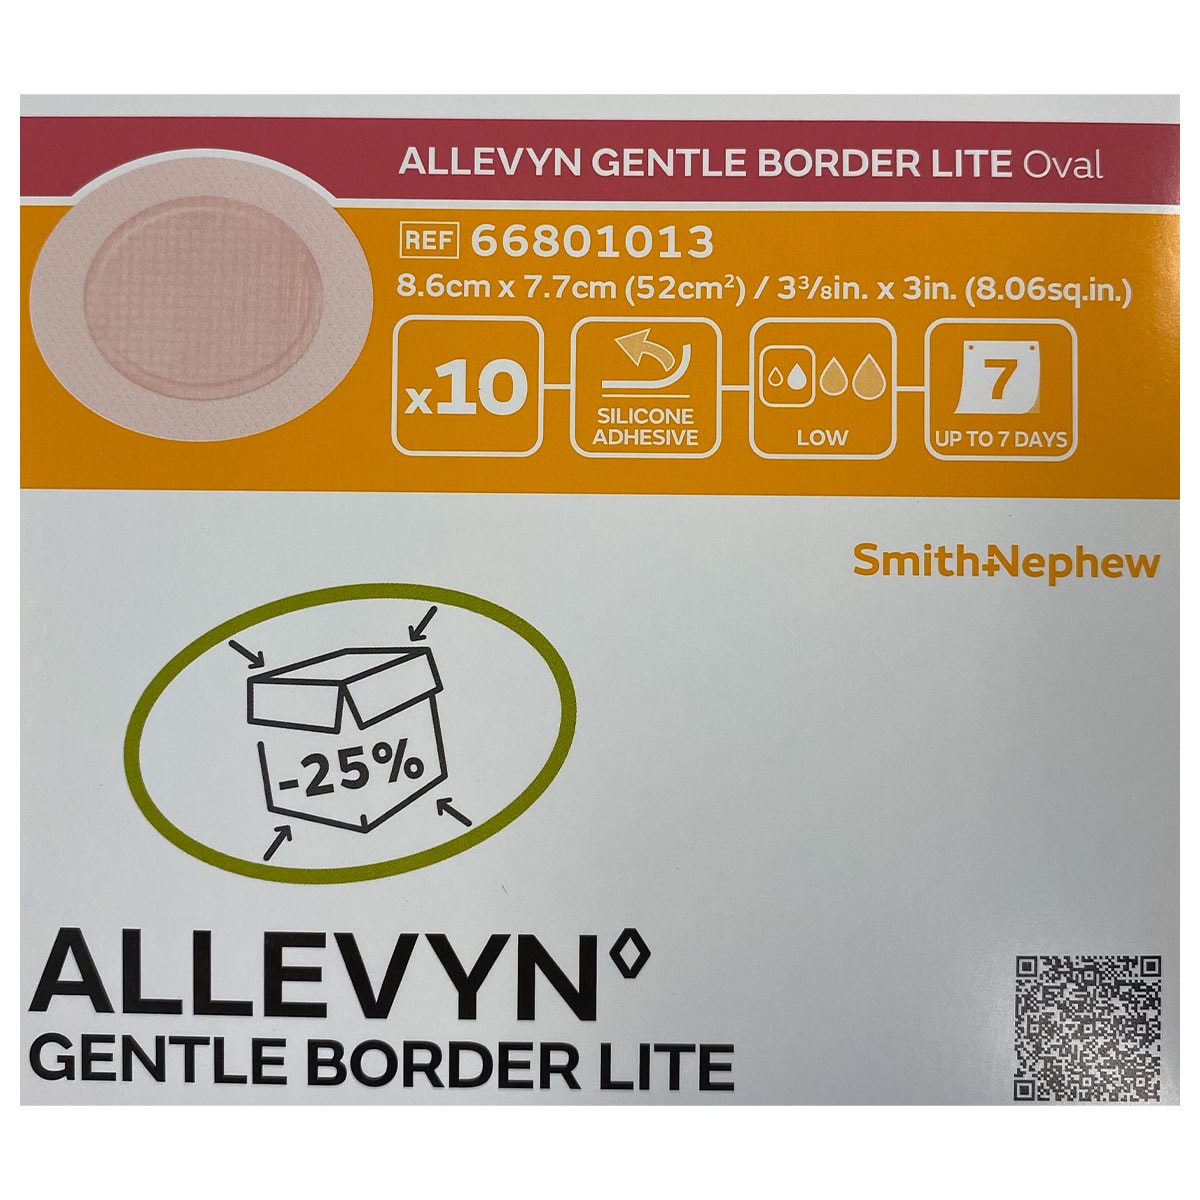 ALLEVYN GENTLE BORDER LITE Oval
REF 66801013
8.6cm x 7.7cm (52cm²) / 3³/₈in. x 3in. (8.06sq.in.)
x10
SILICONE
ADHESIVE
LOW
7
UP TO 7 DAYS
Smith+Nephew
-25%
ALLEVYN◊
GENTLE BORDER LITE